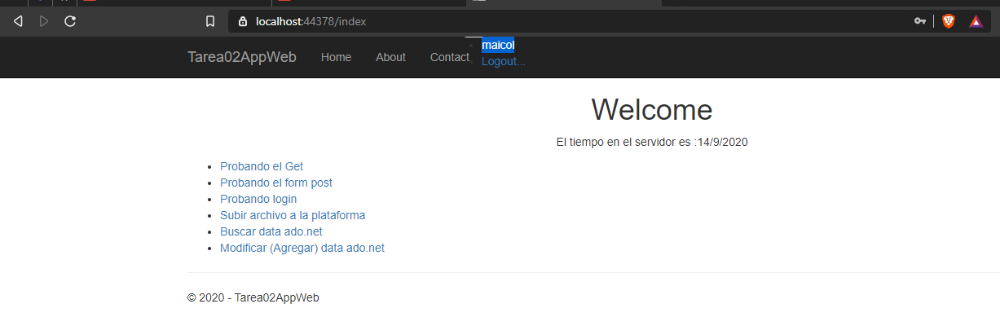 localhost:44378/index
Tarea02AppWeb Home About Contact maicol
Logout...
Welcome
El tiempo en el servidor es :14/9/2020
Probando el Get
Probando el form post
Probando login
Subir archivo a la plataforma
Buscar data ado.net
Modificar (Agregar) data ado.net
© 2020 - Tarea02AppWeb